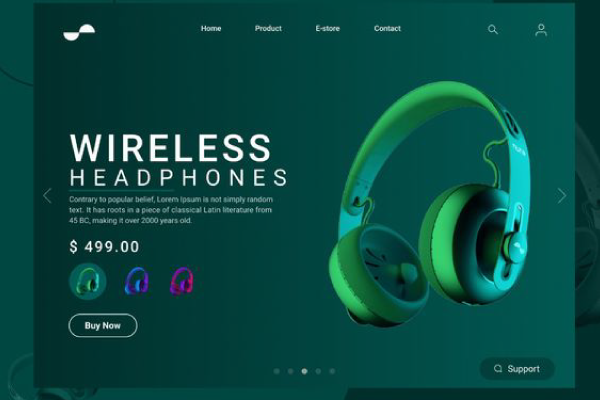 Home
Product
E-store
Contact
WIRELESS
HEADPHONES
Contrary to popular belief, Lorem Ipsum is not simply random
text. It has roots in a piece of classical Latin literature from
45 BC, making it over 2000 years old.
$ 499.00
Buy Now
Support